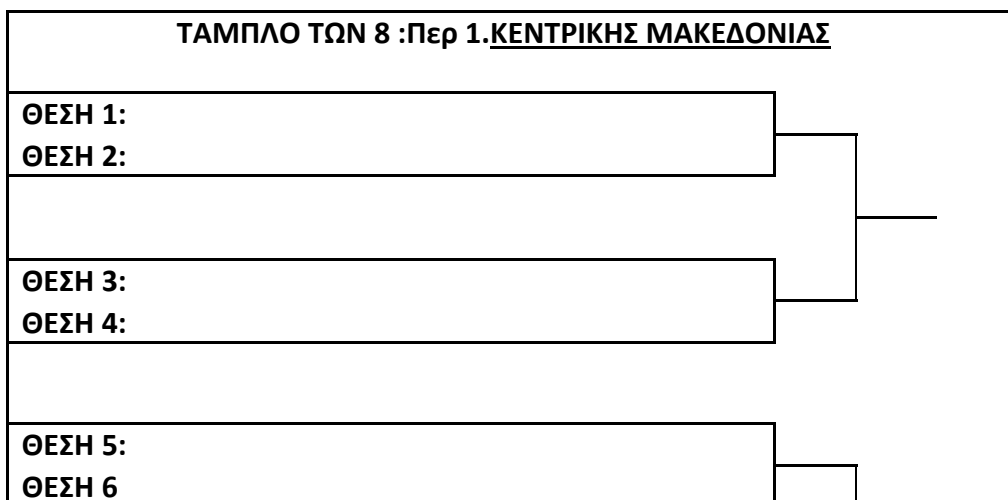 ΤΑΜΠΛΟ ΤΩΝ 8 :Περ 1.ΚΕΝΤΡΙΚΗΣ ΜΑΚΕΔΟΝΙΑΣ
ΘΕΣΗ 1:
ΘΕΣΗ 2:
ΘΕΣΗ 3:
ΘΕΣΗ 4:
ΘΕΣΗ 5:
ΘΕΣΗ 6